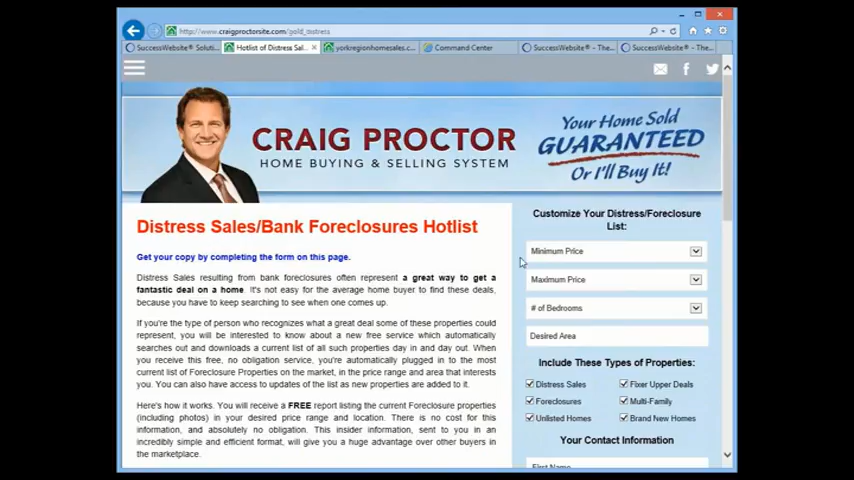 http://www.craigproctorsite.com/gold_distress
SuccessWebsite® Soluti...
Hotlist of Distress Sal...
yorkregionhomesales.c...
Command Center
SuccessWebsite® - The...
SuccessWebsite® - The...
CRAIG PROCTOR
HOME BUYING & SELLING SYSTEM
Your Home Sold
GUARANTEED
Or I'll Buy It!
Distress Sales/Bank Foreclosures Hotlist
Get your copy by completing the form on this page.
Distress Sales resulting from bank foreclosures often represent a great way to get a
fantastic deal on a home. It's not easy for the average home buyer to find these deals,
because you have to keep searching to see when one comes up.
If you're the type of person who recognizes what a great deal some of these properties could
represent, you will be interested to know about a new free service which automatically
searches out and downloads a current list of all such properties day in and day out. When
you receive this free, no obligation service, you're automatically plugged in to the most
current list of Foreclosure Properties on the market, in the price range and area that interests
you. You can also have access to updates of the list as new properties are added to it.
Here's how it works. You will receive a FREE report listing the current Foreclosure properties
(including photos) in your desired price range and location. There is no cost for this
information, and absolutely no obligation. This insider information, sent to you in an
incredibly simple and efficient format, will give you a huge advantage over other buyers in
the marketplace.
Customize Your Distress/Foreclosure
List:
Minimum Price
Maximum Price
# of Bedrooms
Desired Area
Include These Types of Properties:
Distress Sales
Fixer Upper Deals
Foreclosures
Multi-Family
Unlisted Homes
Brand New Homes
Your Contact Information
First Name